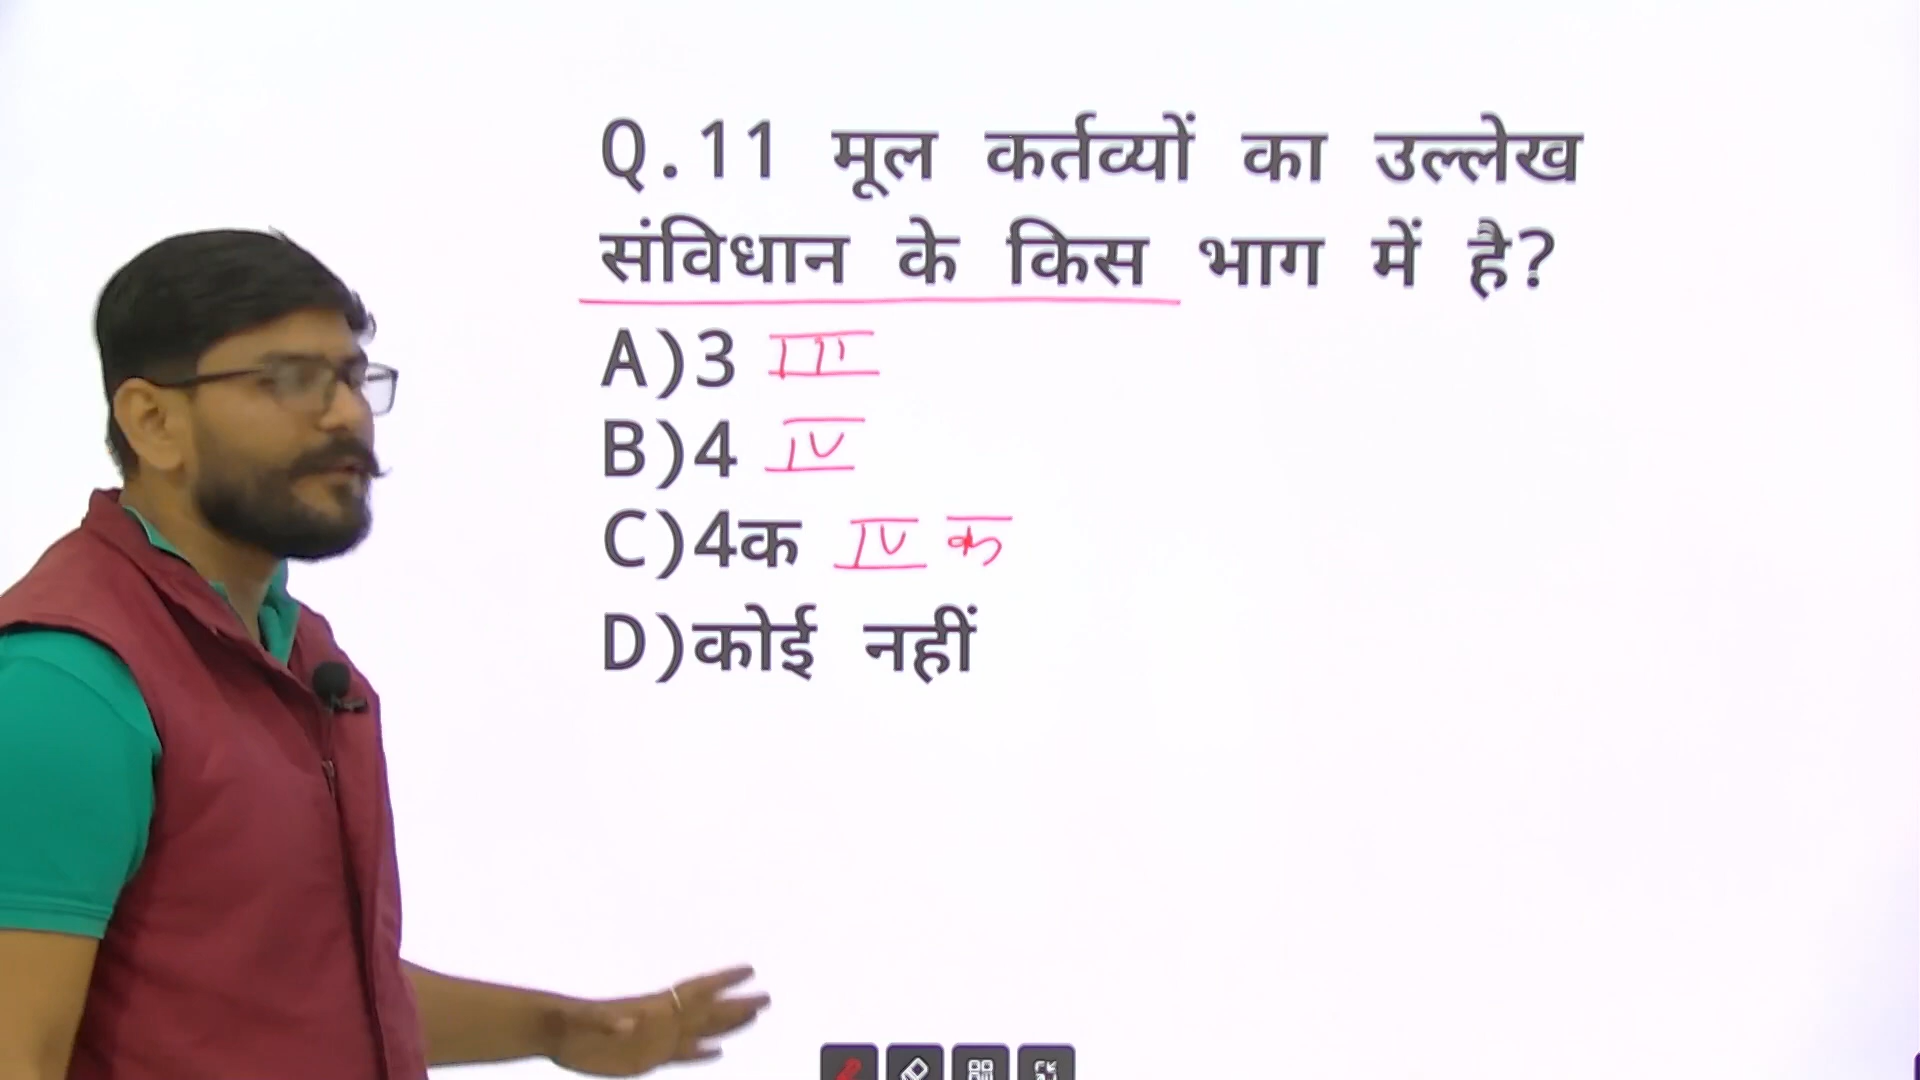 Q.11 मूल कर्तव्यों का उल्लेख
संविधान के किस भाग में है?
A)3 III
B)4 IV
C)4क IV क
D)कोई नहीं